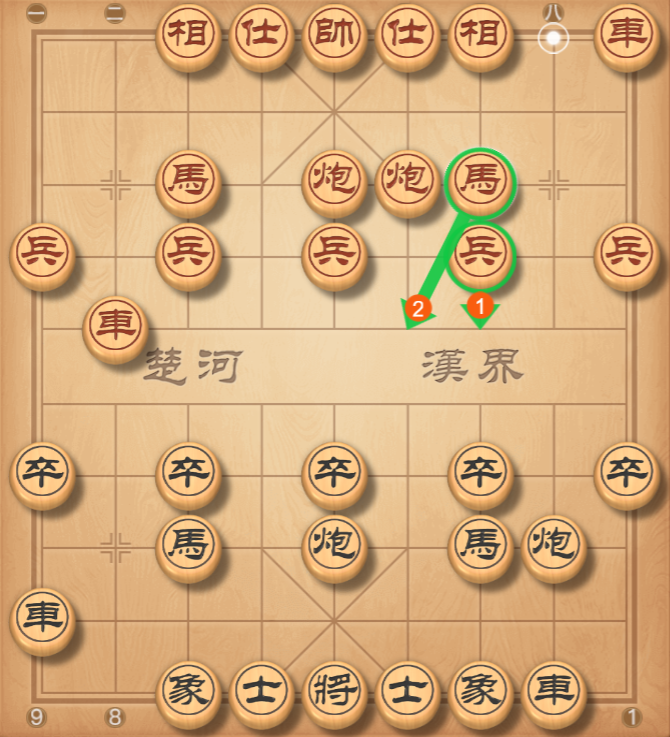 一 二 八
相 仕 帥 仕 相 車
馬 炮 炮 馬
兵 兵 兵 兵 兵
2 1
車
楚河 漢界
卒 卒 卒 卒 卒
馬 炮 馬 炮
車
象 士 將 士 象 車
9 8 1